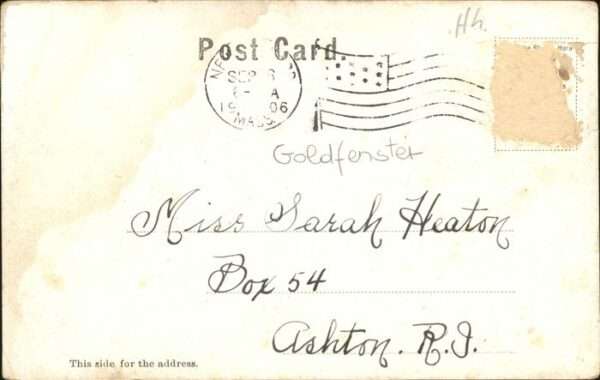 Hh.
Post Card.
SEP 6
6- A
1906
MASS.
Goldfenster
Miss Sarah Heaton
Box 54
Ashton. R.I.
This side for the address.